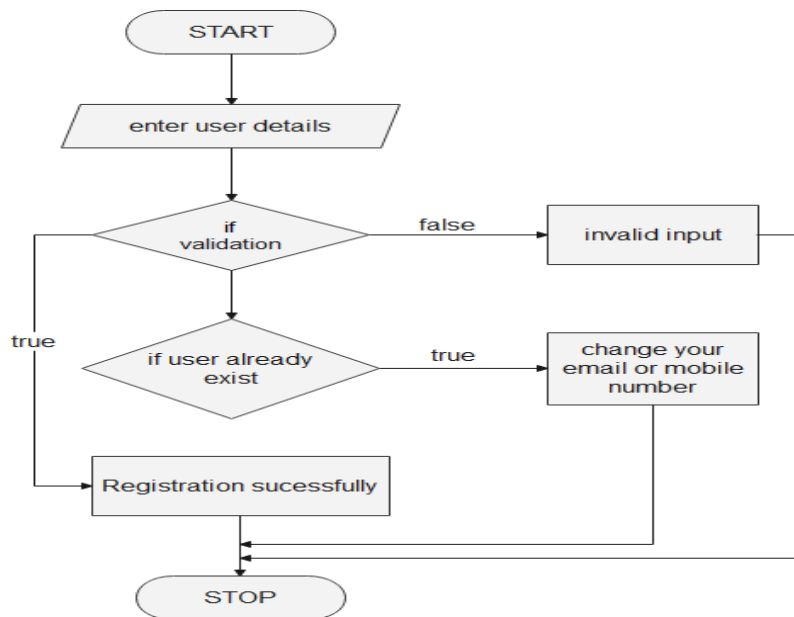 START
enter user details
if
validation
false
invalid input
true
if user already
exist
true
change your
email or mobile
number
Registration sucessfully
STOP